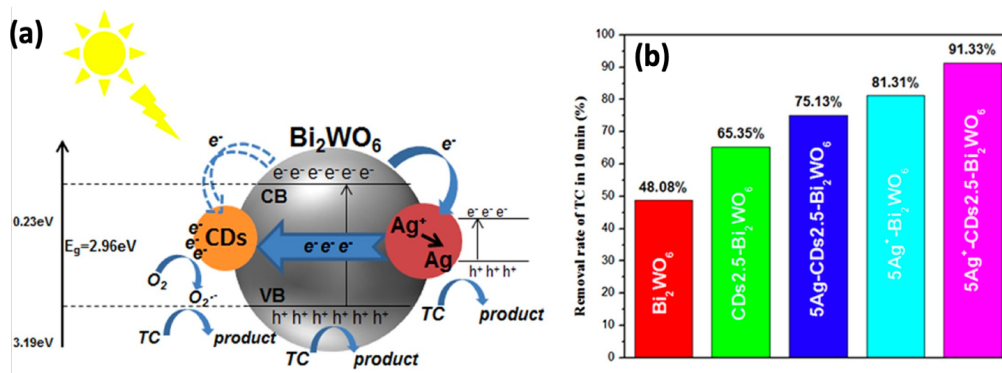 (a)
e⁻
Bi₂WO₆
e⁻
e⁻ e⁻ e⁻ e⁻ e⁻ e⁻
CB
0.23eV
Eg=2.96eV
e⁻
e⁻
e⁻
CDs
e⁻ e⁻ e⁻
Ag⁺
Ag
e⁻ e⁻ e⁻
h⁺ h⁺ h⁺
O₂
O₂·⁻
VB
h⁺ h⁺ h⁺ h⁺ h⁺ h⁺
TC product
TC product
TC product
3.19eV
(b)
Removal rate of TC in 10 min (%)
100
90
80
70
60
50
40
30
20
10
0
48.08%
65.35%
75.13%
81.31%
91.33%
Bi₂WO₆
CDs2.5-Bi₂WO₆
5Ag-CDs2.5-Bi₂WO₆
5Ag⁺-Bi₂WO₆
5Ag⁺-CDs2.5-Bi₂WO₆